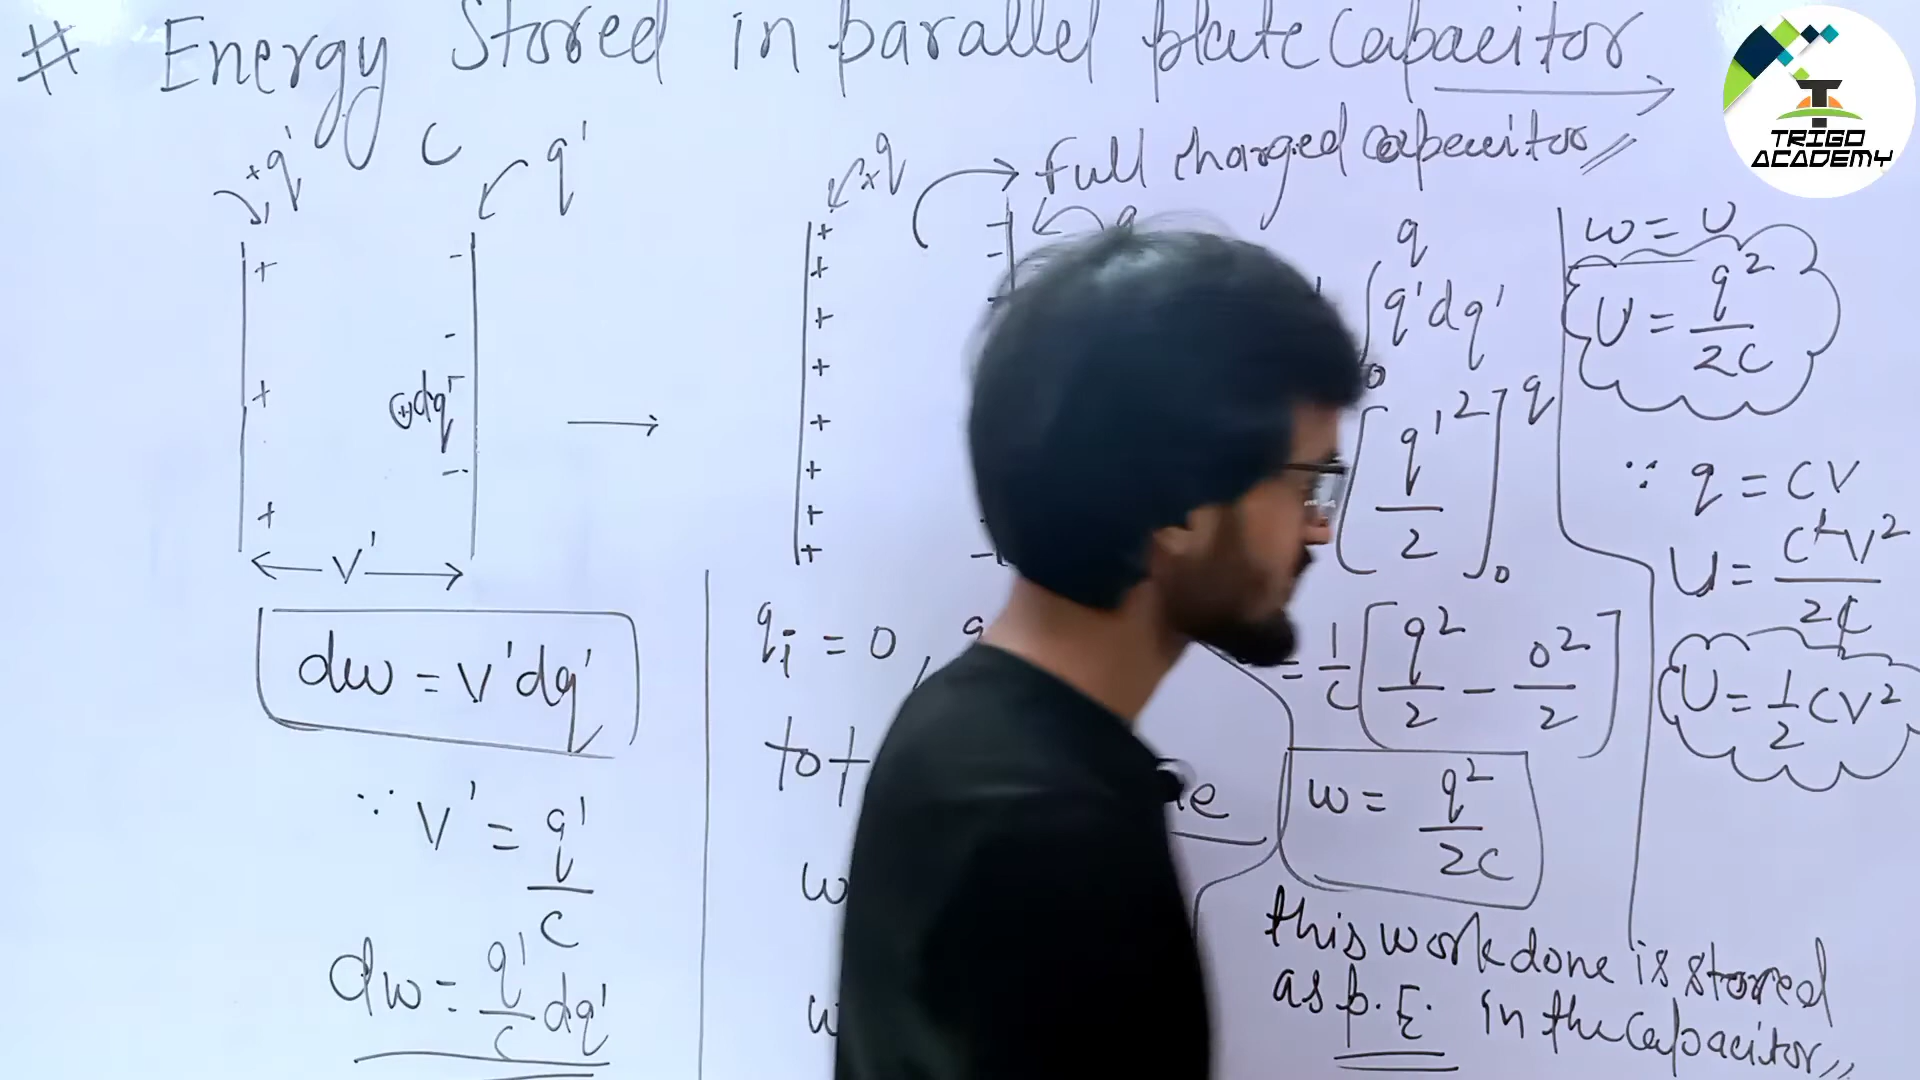 # Energy Stored in parallel plate Capacitor
TRIGO
ACADEMY
+q' C q'
+q
full charged capacitor
+ -
+ -
+ -
+ -
dq'
V'
dw = V'dq'
∵ V' = q'/C
dw = q'/C dq'
qi = 0 ,
w
w
q
∫ q'dq'
0
[q'²/2]
q
0
= 1/C [q²/2 - 0²/2]
w = q²/2C
this work done is stored
as p.E. in the Capacitor
w = U
U = q²/2C
∵ q = CV
U = C²V²/2C
U = 1/2 CV²